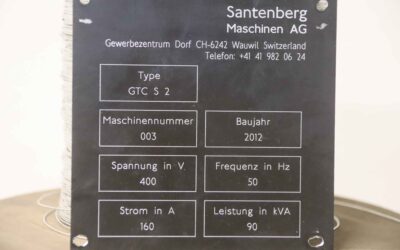 Santenberg
Maschinen AG
Gewerbezentrum Dorf CH-6242 Wauwil Switzerland
Telefon: +41 41 982 06 24
Type
GTC S 2
Maschinennummer
003
Baujahr
2012
Spannung in V.
400
Frequenz in Hz
50
Strom in A
160
Leistung in kVA
90